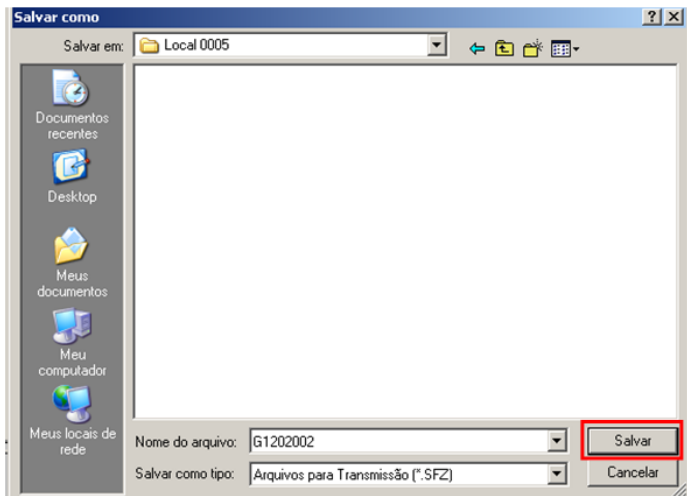 Salvar como
Salvar em: Local 0005
Documentos
recentes
Desktop
Meus
documentos
Meu
computador
Meus locais de
rede
Nome do arquivo: G1202002 Salvar
Salvar como tipo: Arquivos para Transmissão (*.SFZ) Cancelar